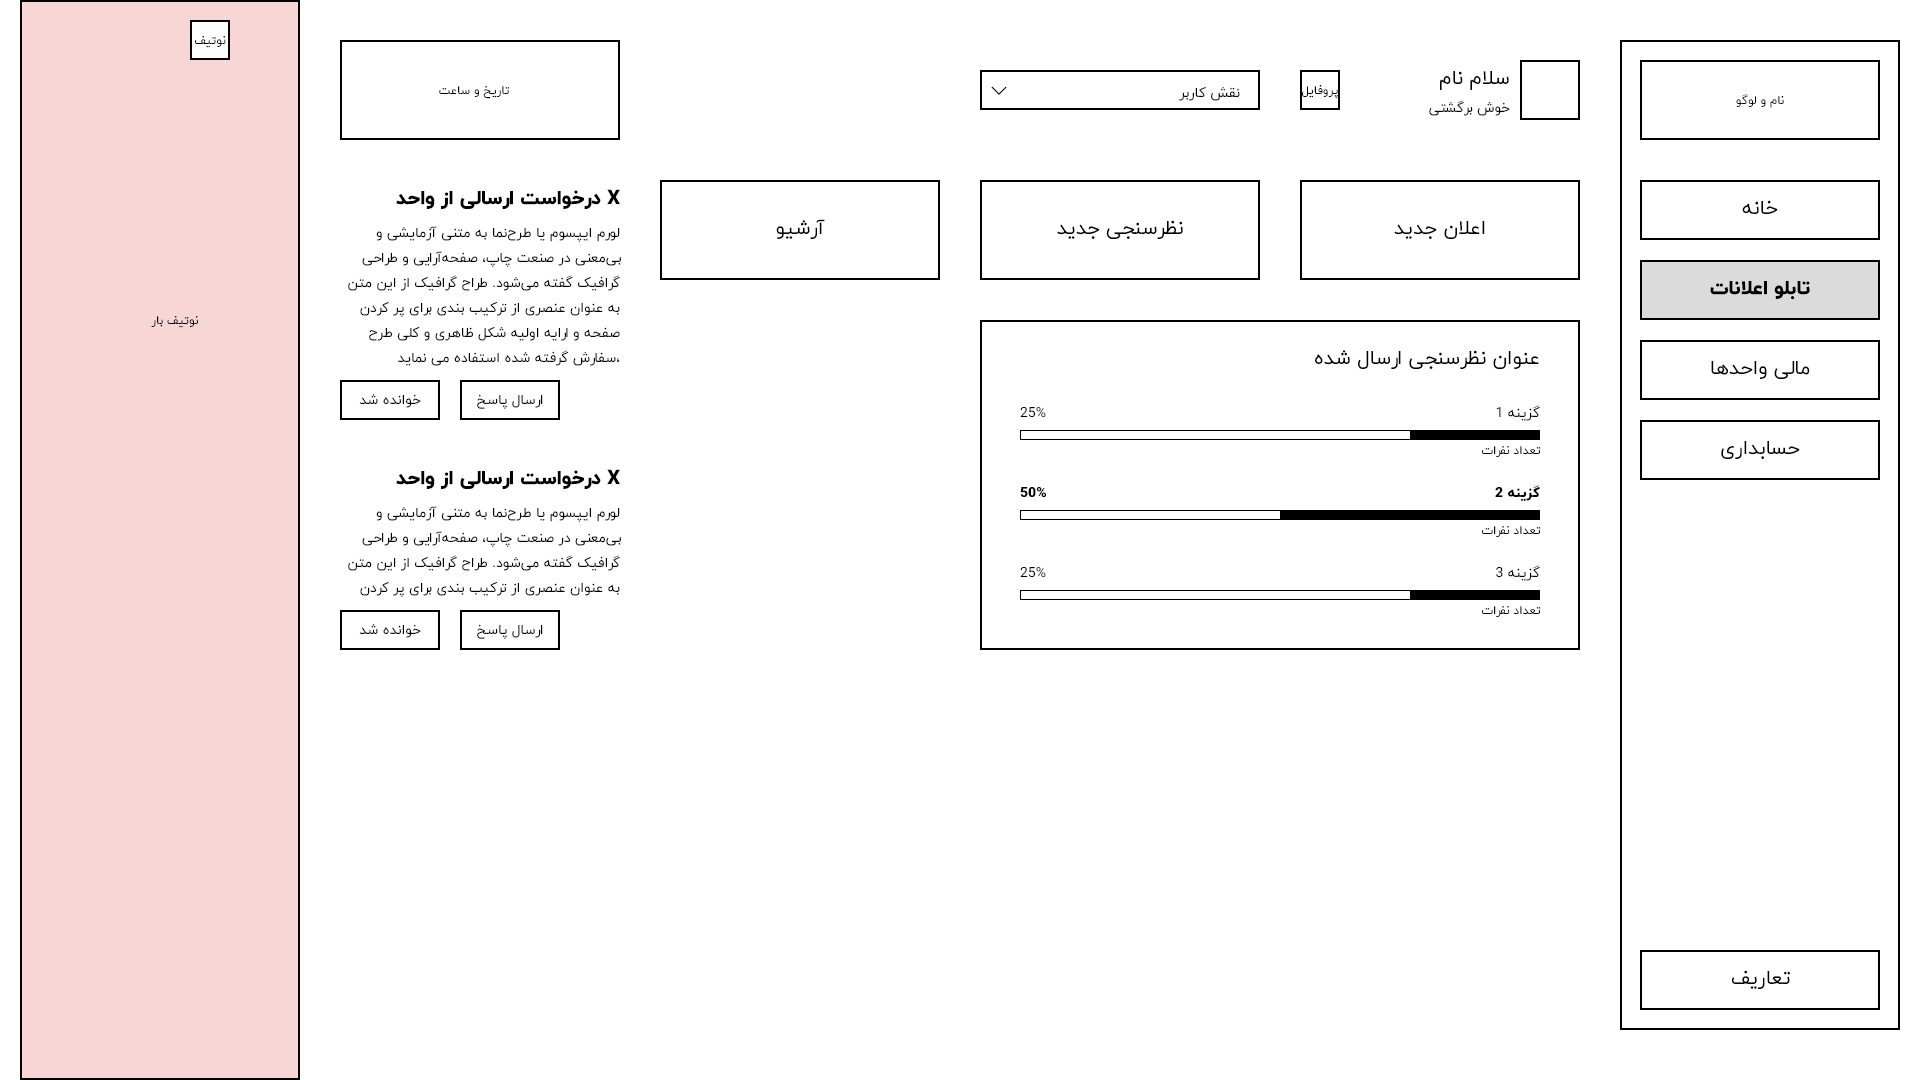 نام و لوگو
خانه
تابلو اعلانات
مالی واحدها
حسابداری
تعاریف
سلام نام
خوش برگشتی
پروفایل
نقش کاربر
اعلان جدید
نظرسنجی جدید
آرشیو
عنوان نظرسنجی ارسال شده
گزینه 1
25%
تعداد نفرات
گزینه 2
50%
تعداد نفرات
گزینه 3
25%
تعداد نفرات
تاریخ و ساعت
X درخواست ارسالی از واحد
لورم ایپسوم یا طرح‌نما به متنی آزمایشی و
بی‌معنی در صنعت چاپ، صفحه‌آرایی و طراحی
گرافیک گفته می‌شود. طراح گرافیک از این متن
به عنوان عنصری از ترکیب بندی برای پر کردن
صفحه و ارایه اولیه شکل ظاهری و کلی طرح
،سفارش گرفته شده استفاده می نماید
ارسال پاسخ
خوانده شد
X درخواست ارسالی از واحد
لورم ایپسوم یا طرح‌نما به متنی آزمایشی و
بی‌معنی در صنعت چاپ، صفحه‌آرایی و طراحی
گرافیک گفته می‌شود. طراح گرافیک از این متن
به عنوان عنصری از ترکیب بندی برای پر کردن
ارسال پاسخ
خوانده شد
نوتیف
نوتیف بار